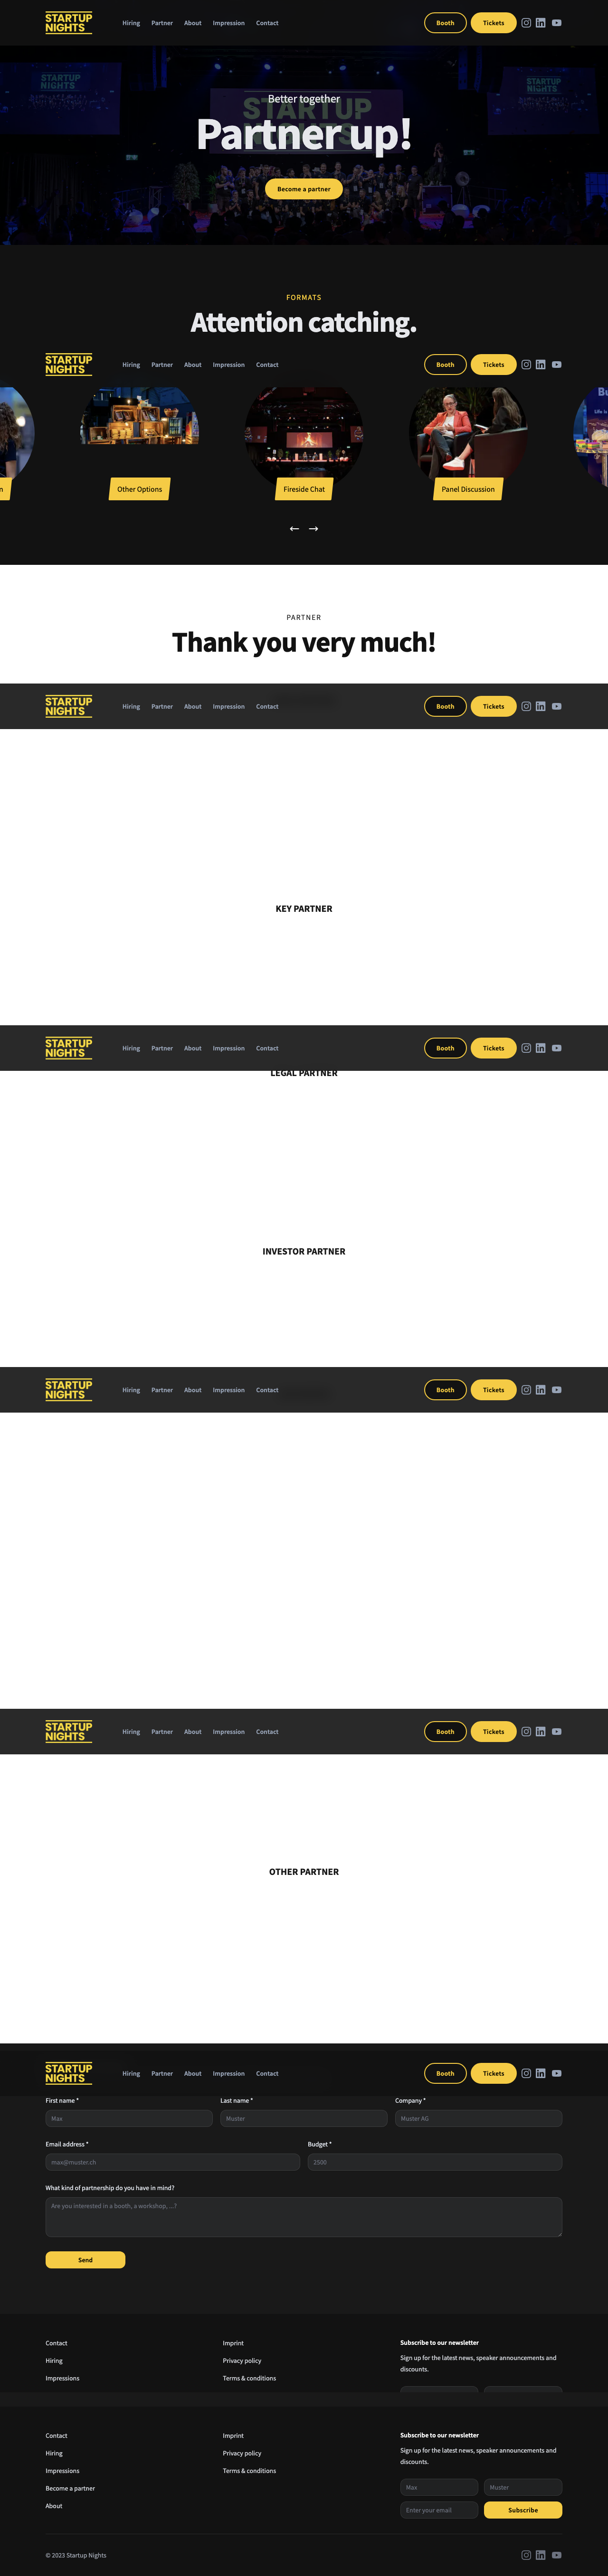 STARTUP
NIGHTS
Hiring Partner About Impression Contact
Booth Tickets
STARTUP NIGHTS
STARTUP NIGHTS
STARTUP
NIGHTS
Better together
Partner up!
Become a partner
FORMATS
Attention catching.
STARTUP
NIGHTS
Hiring Partner About Impression Contact
Booth Tickets
n
Other Options
Fireside Chat
Panel Discussion
← →
PARTNER
Thank you very much!
STARTUP
NIGHTS
Hiring Partner About Impression Contact
Booth Tickets
KEY PARTNER
STARTUP
NIGHTS
Hiring Partner About Impression Contact
Booth Tickets
LEGAL PARTNER
INVESTOR PARTNER
STARTUP
NIGHTS
Hiring Partner About Impression Contact
Booth Tickets
STARTUP
NIGHTS
Hiring Partner About Impression Contact
Booth Tickets
OTHER PARTNER
STARTUP
NIGHTS
Hiring Partner About Impression Contact
Booth Tickets
First name * Last name * Company *
Max Muster Muster AG
Email address * Budget *
max@muster.ch 2500
What kind of partnership do you have in mind?
Are you interested in a booth, a workshop, ...?
Send
Contact
Hiring
Impressions
Imprint
Privacy policy
Terms & conditions
Subscribe to our newsletter
Sign up for the latest news, speaker announcements and
discounts.
Contact
Hiring
Impressions
Become a partner
About
Imprint
Privacy policy
Terms & conditions
Subscribe to our newsletter
Sign up for the latest news, speaker announcements and
discounts.
Max Muster
Enter your email Subscribe
© 2023 Startup Nights